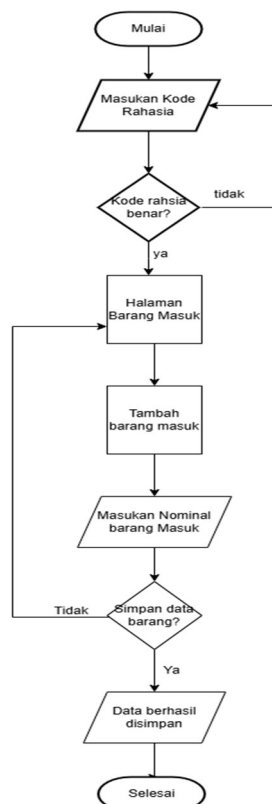 Mulai
Masukan Kode
Rahasia
Kode rahsia
benar?
tidak
ya
Halaman
Barang Masuk
Tambah
barang masuk
Masukan Nominal
barang Masuk
Simpan data
barang?
Tidak
Ya
Data berhasil
disimpan
Selesai